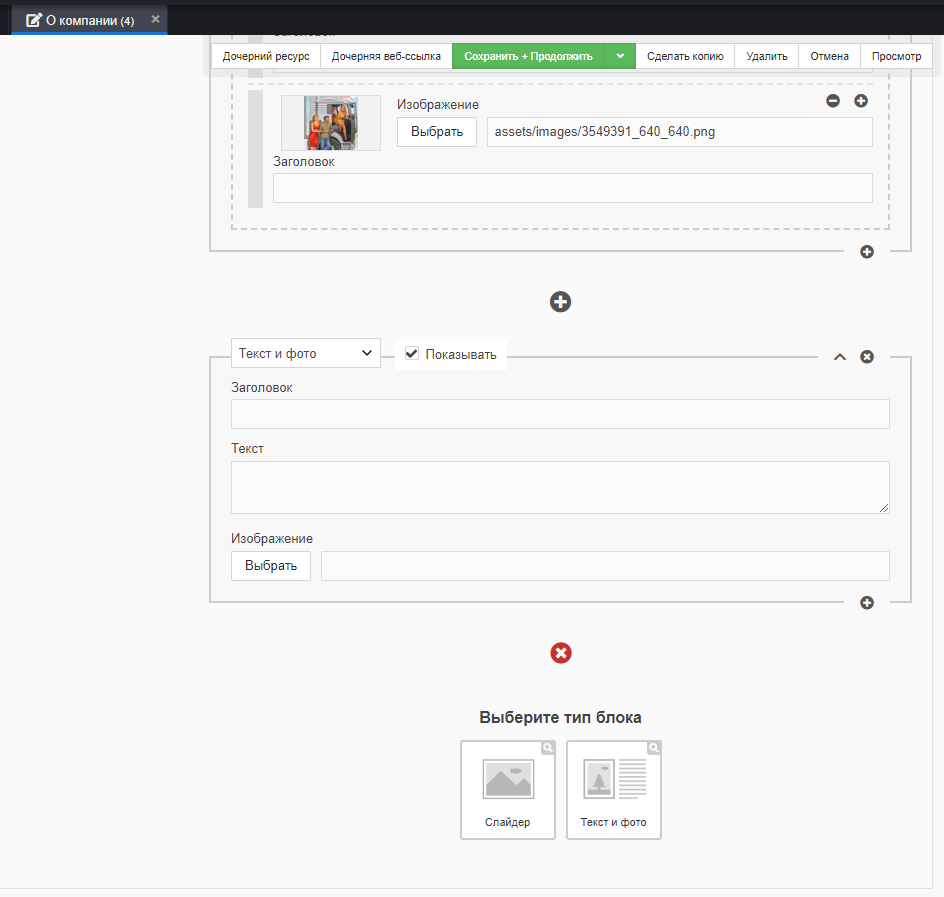 О компании (4)
Дочерний ресурс Дочерняя веб-ссылка Сохранить + Продолжить Сделать копию Удалить Отмена Просмотр
Изображение
Выбрать assets/images/3549391_640_640.png
Заголовок
Текст и фото Показывать
Заголовок
Текст
Изображение
Выбрать
Выберите тип блока
Слайдер Текст и фото